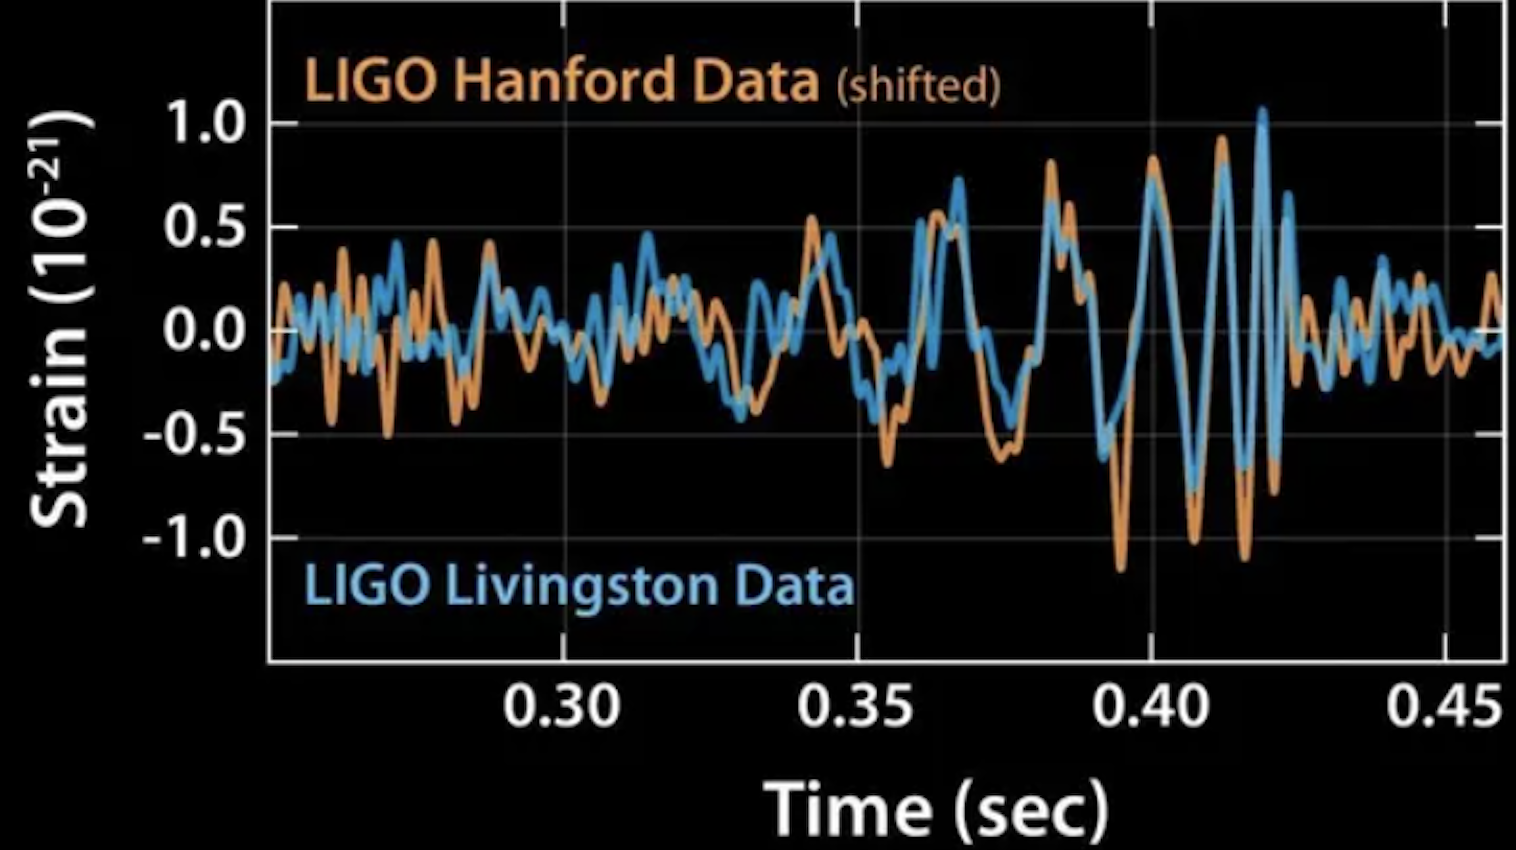 LIGO Hanford Data (shifted)
Strain (10⁻²¹)
1.0
0.5
0.0
-0.5
-1.0
LIGO Livingston Data
0.30 0.35 0.40 0.45
Time (sec)